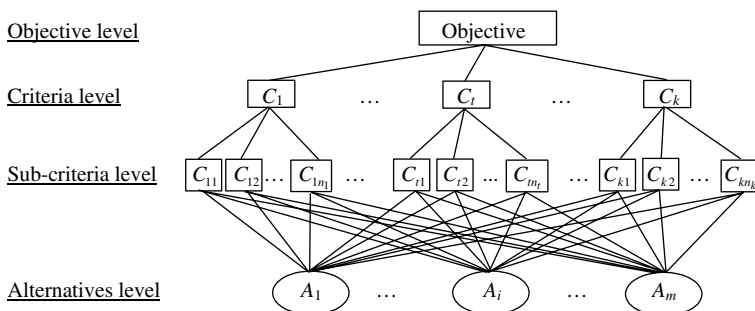 Objective level Objective
Criteria level C₁ … Cₜ … Cₖ
Sub-criteria level C₁₁ C₁₂ … C₁ₙ₁ … Cₜ₁ Cₜ₂ ... Cₜₙₜ … Cₖ₁ Cₖ₂ … Cₖₙₖ
Alternatives level A₁ … Aᵢ … Aₘ